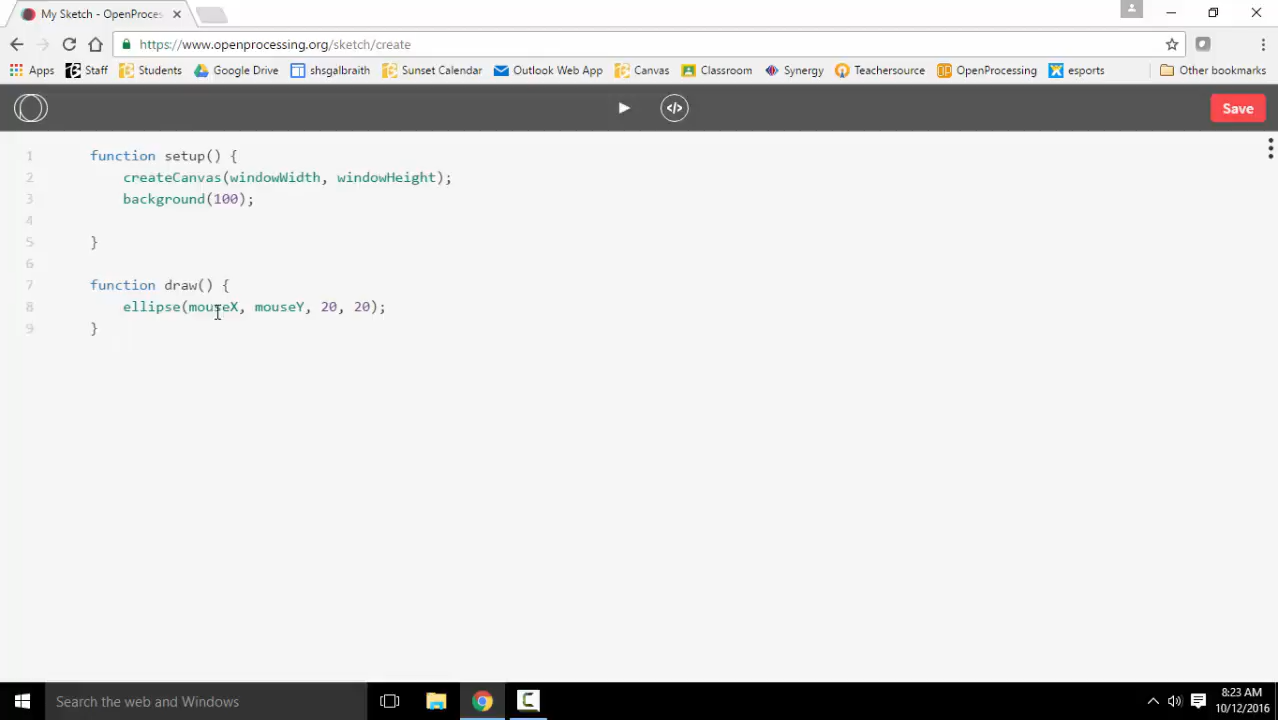 My Sketch - OpenProces
https://www.openprocessing.org/sketch/create
Apps Staff Students Google Drive shsgalbraith Sunset Calendar Outlook Web App Canvas Classroom Synergy Teachersource OpenProcessing esports Other bookmarks
</> Save
1 function setup() {
2 createCanvas(windowWidth, windowHeight);
3 background(100);
4
5 }
6
7 function draw() {
8 ellipse(mouseX, mouseY, 20, 20);
9 }
Search the web and Windows
8:23 AM
10/12/2016